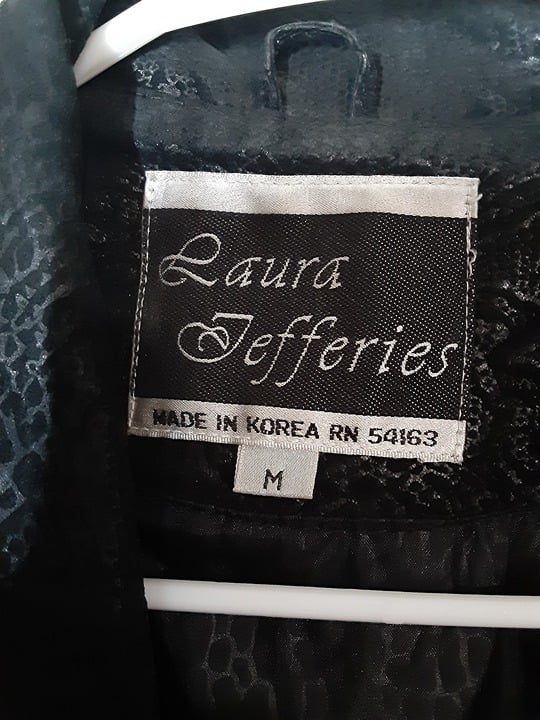 Laura
Jefferies
MADE IN KOREA RN 54163
M